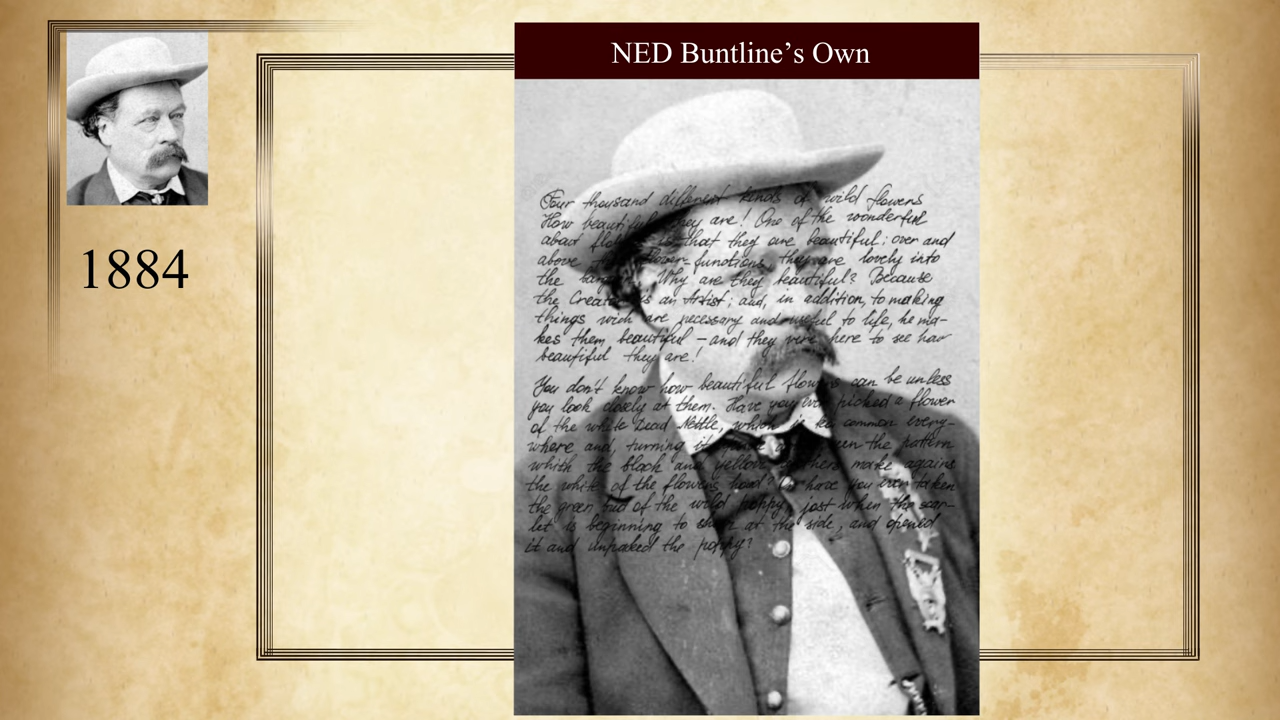 NED Buntline's Own
1884
Four thousand different kinds of wild flowers
How beautiful they are! One of the wonderful
that they are beautiful: over and
above flower-functions, they are lovely into
the Why are they beautiful? Because
the Creator is an Artist; and, in addition, to making
things wich are necessary and useful to life, he ma-
kes them beautiful – and they were here to see how
beautiful they are!
You don't know how beautiful flowers can be unless
you look closely at them. Have you ever picked a flower
of the white Dead Nettle, which is so common every-
where and, turning it seen the pattern
which the black and yellow make agains
the white of the flowers hood? Or have you ever taken
the green bud of the wild poppy, just when the scar-
let is beginning to show at the side, and opened
it and unpacked the poppy?